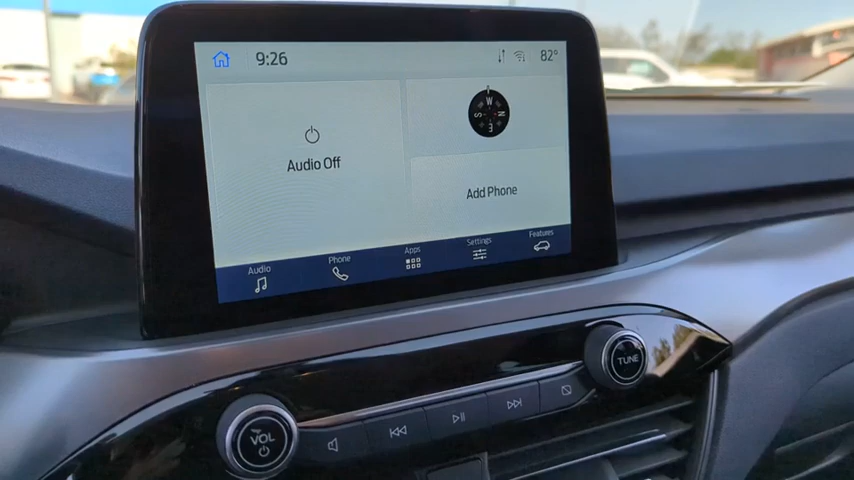 9:26
82°
Audio Off
W
S
N
E
Add Phone
Audio
Phone
Apps
Settings
Features
VOL
TUNE